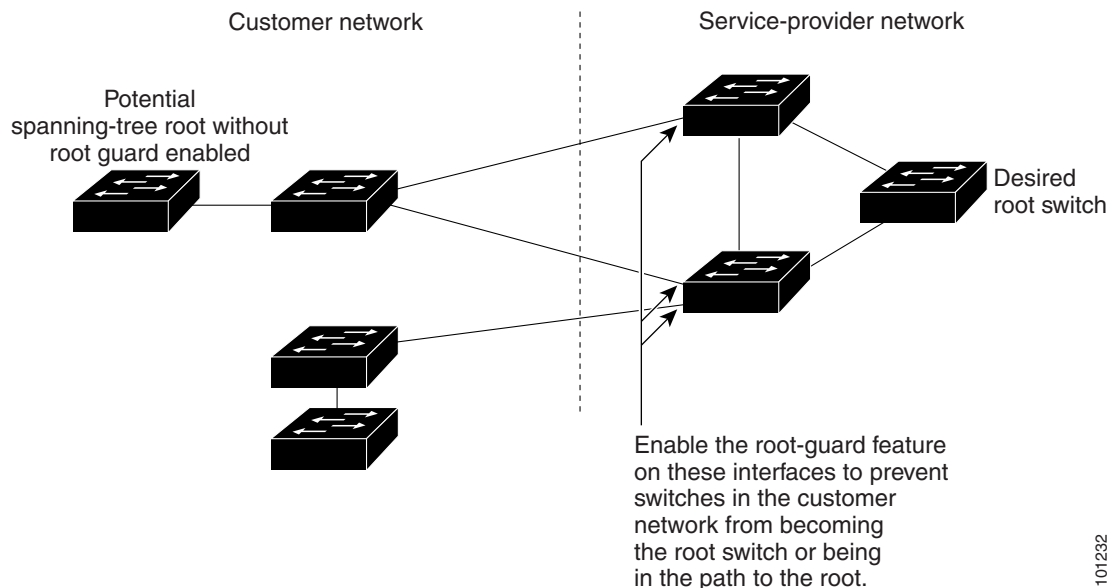 Customer network
Service-provider network
Potential
spanning-tree root without
root guard enabled
Desired
root switch
Enable the root-guard feature
on these interfaces to prevent
switches in the customer
network from becoming
the root switch or being
in the path to the root.
101232